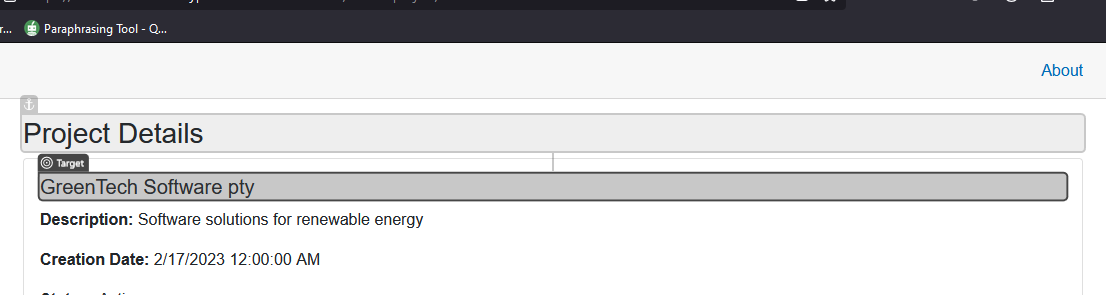 r... Paraphrasing Tool - Q...
About
Project Details
Target
GreenTech Software pty
Description: Software solutions for renewable energy
Creation Date: 2/17/2023 12:00:00 AM